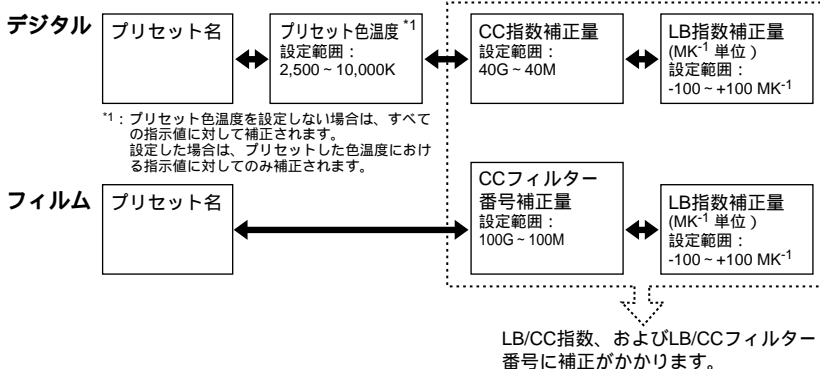 デジタル
プリセット名
プリセット色温度 *1
設定範囲：
2,500 ~ 10,000K
CC指数補正量
設定範囲：
40G ~ 40M
LB指数補正量
(MK-1 単位 )
設定範囲：
-100 ~ +100 MK-1
*1 : プリセット色温度を設定しない場合は、すべて
の指示値に対して補正されます。
設定した場合は、プリセットした色温度におけ
る指示値に対してのみ補正されます。
フィルム
プリセット名
CCフィルター
番号補正量
設定範囲：
100G ~ 100M
LB指数補正量
(MK-1 単位 )
設定範囲：
-100 ~ +100 MK-1
LB/CC指数、およびLB/CCフィルター
番号に補正がかかります。